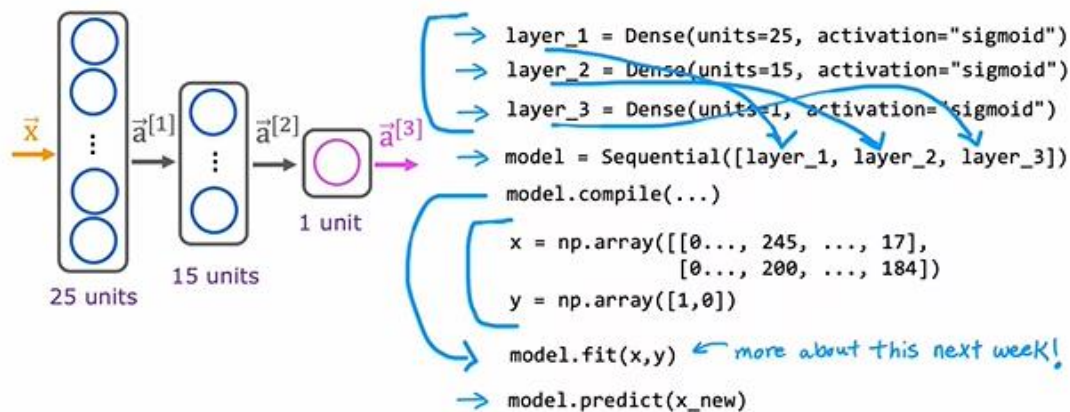 x⃗
a⃗[1]
a⃗[2]
a⃗[3]
25 units
15 units
1 unit
layer_1 = Dense(units=25, activation="sigmoid")
layer_2 = Dense(units=15, activation="sigmoid")
layer_3 = Dense(units=1, activation="sigmoid")
model = Sequential([layer_1, layer_2, layer_3])
model.compile(...)
x = np.array([[0..., 245, ..., 17],
[0..., 200, ..., 184])
y = np.array([1,0])
model.fit(x,y) ← more about this next week!
model.predict(x_new)